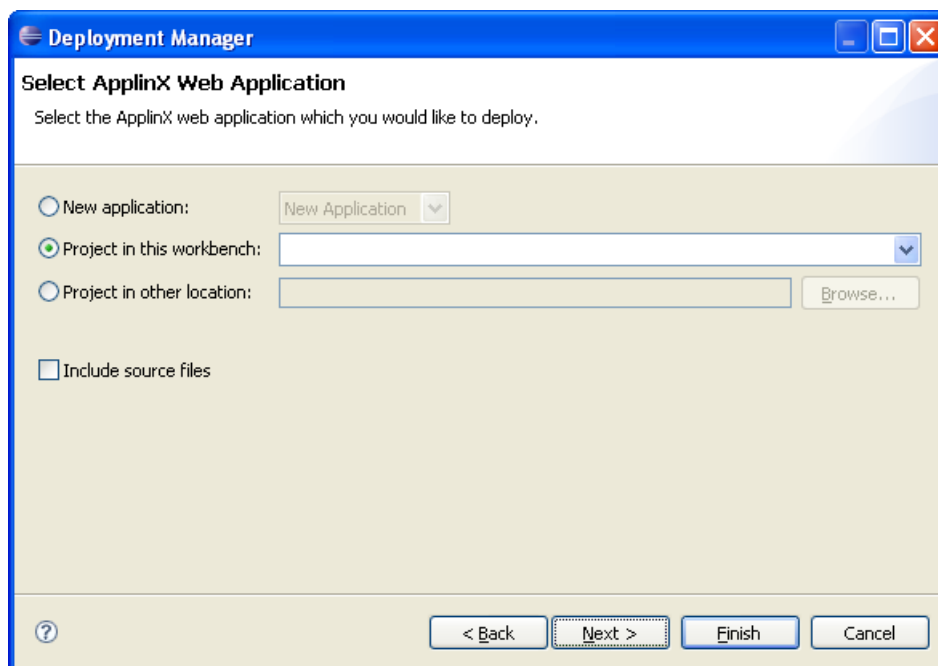 Deployment Manager
Select ApplinX Web Application
Select the ApplinX web application which you would like to deploy.
New application: New Application
Project in this workbench:
Project in other location: Browse...
Include source files
< Back Next > Finish Cancel